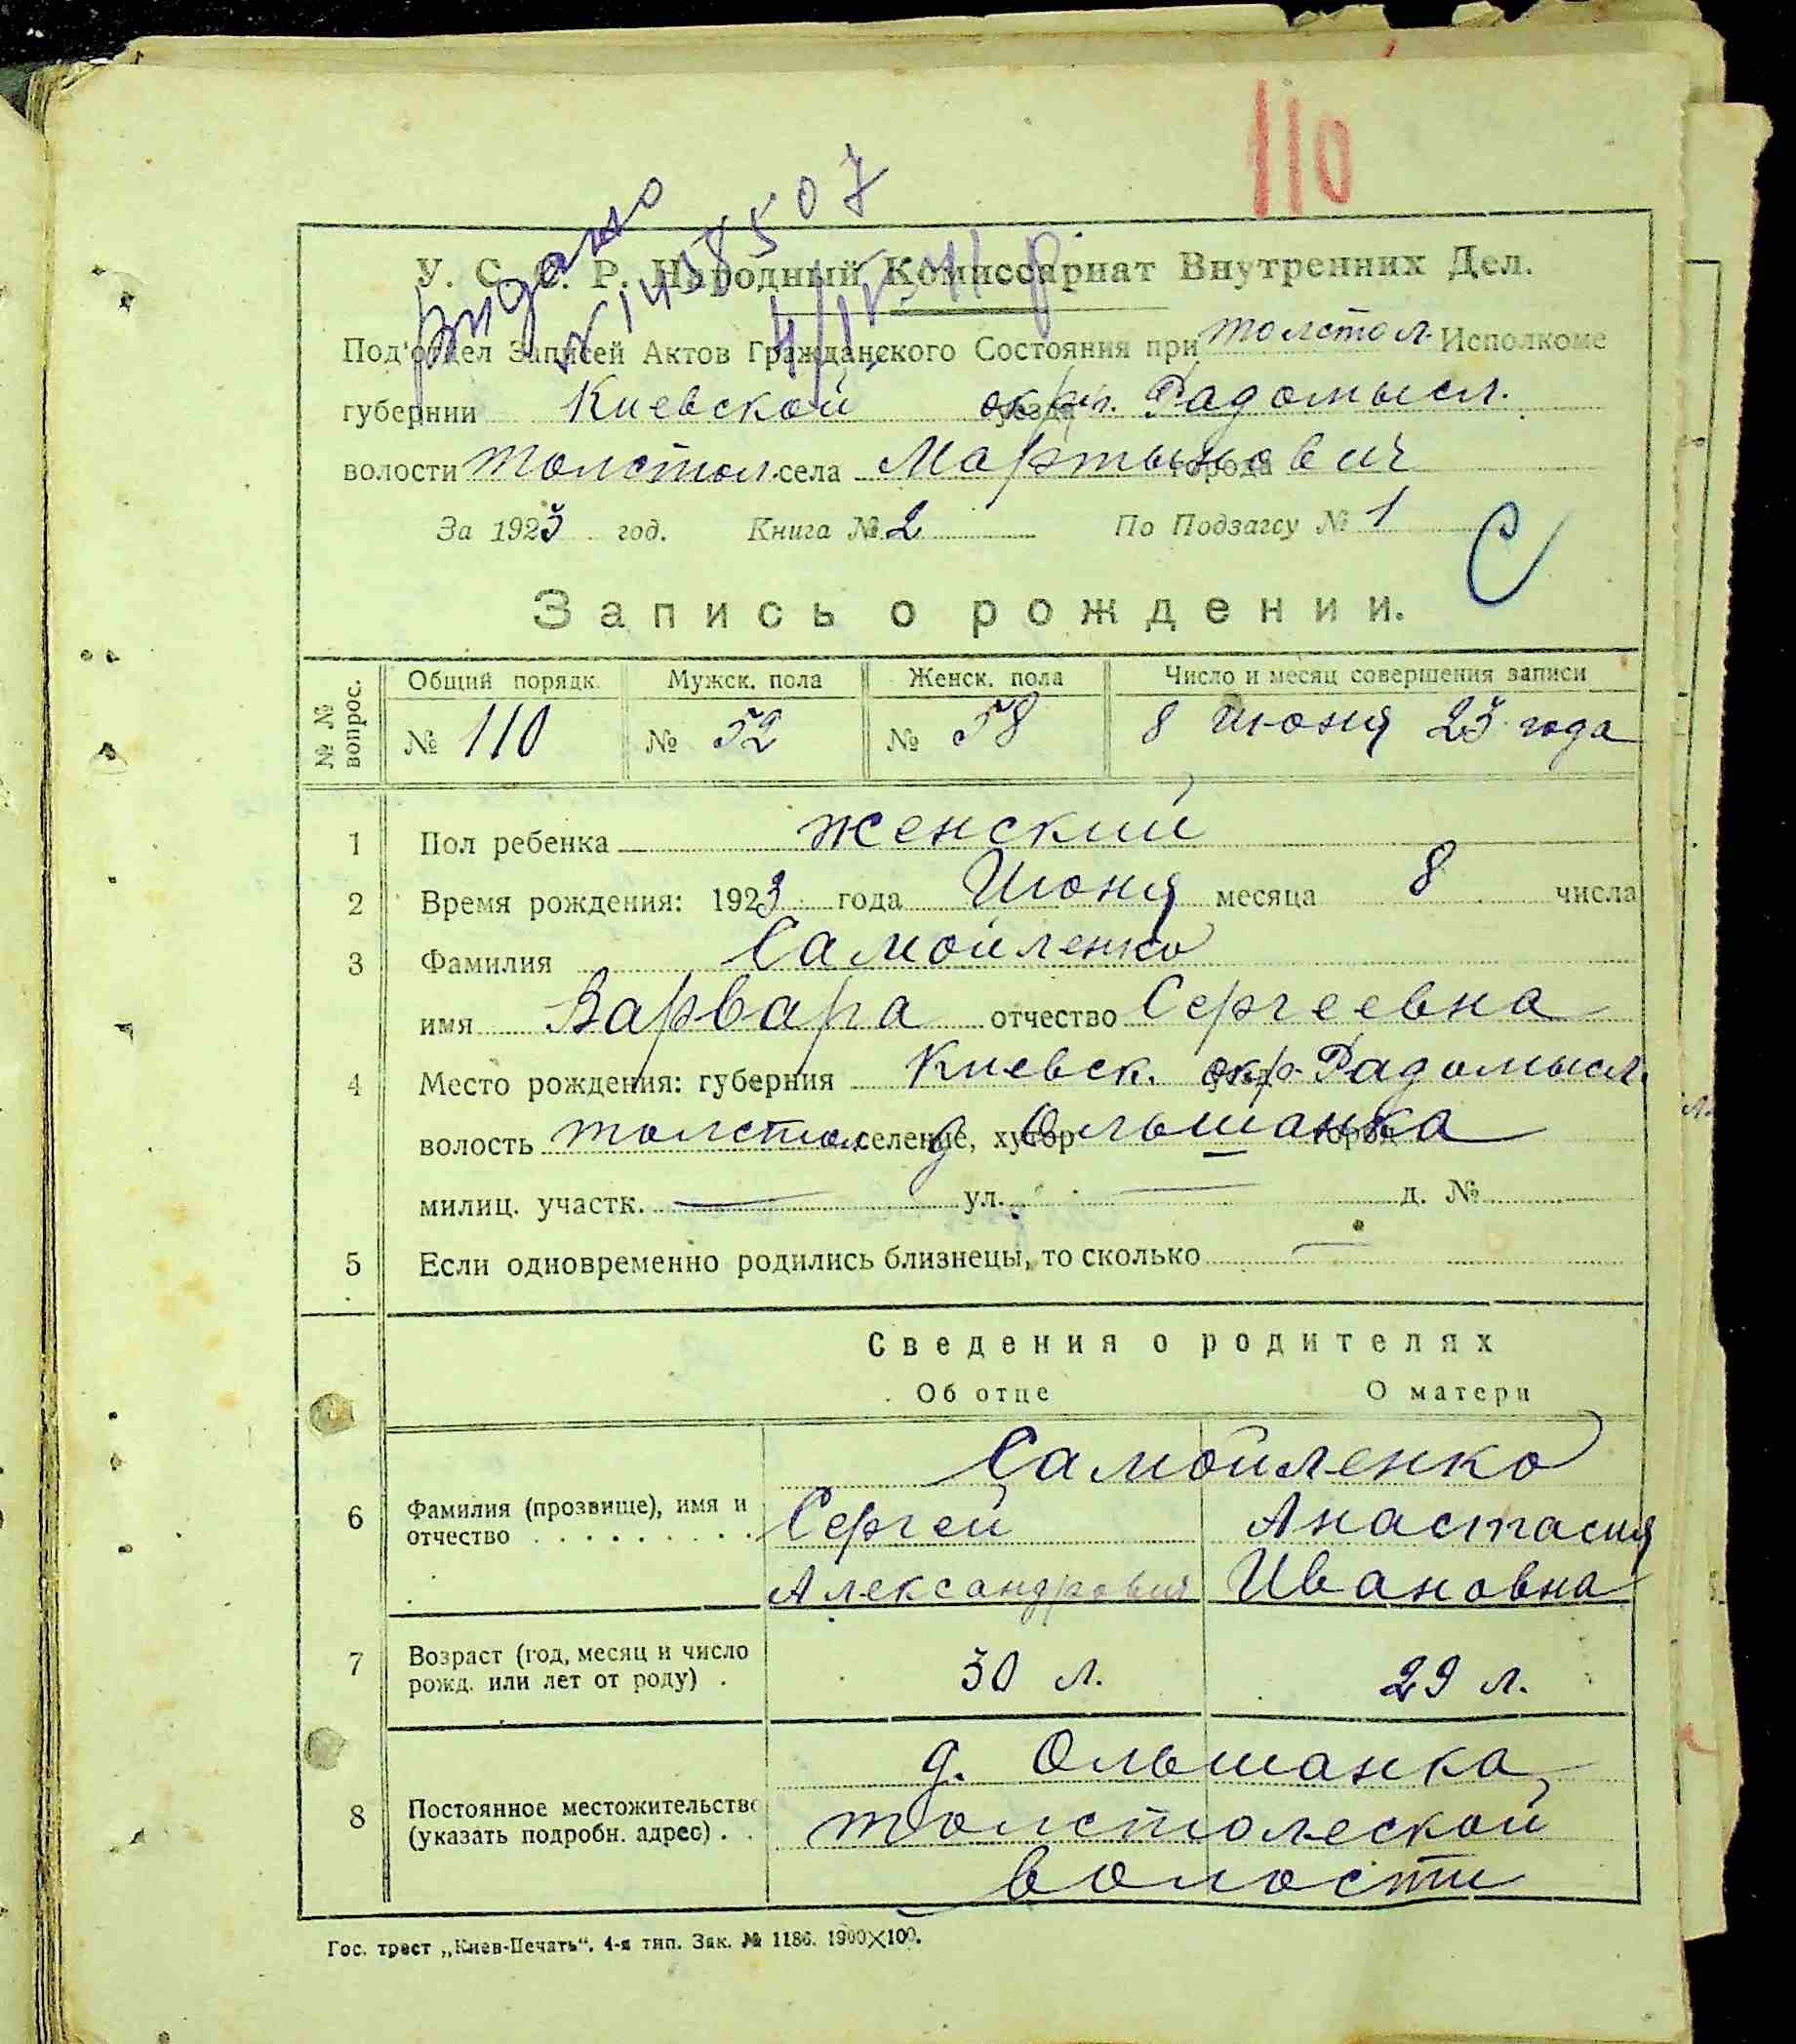 110
Видано
У. С. С. Р. Народный Комиссариат Внутренних Дел.
Под'отдел Записей Актов Гражданского Состояния при Толстол. Исполкоме
губернии Киевской окр. Радомысл.
волости Толстол. села Мартынович
За 1923 год. Книга № 2 По Подзагсу № 1
С
Запись о рождении.
№ № вопрос. Общий порядк. Мужск. пола Женск. пола Число и месяц совершения записи
№ 110 № 52 № 58 8 Июня 23 года
1 Пол ребенка женский
2 Время рождения: 1923 года Июня месяца 8 числа
3 Фамилия Самойленко
имя Варвара отчество Сергеевна
4 Место рождения: губерния Киевск. окр. Радомысл.
волость Толстол. селение, хутор д. Ольшанка город
милиц. участк. — ул. — д. №
5 Если одновременно родились близнецы, то сколько —
Сведения о родителях
Об отце О матери
Самойленко
6 Фамилия (прозвище), имя и отчество Сергей Анастасия
Александрович Ивановна
7 Возраст (год, месяц и число рожд. или лет от роду) 30 л. 29 л.
д. Ольшанка
8 Постоянное местожительство (указать подробн. адрес) Толстолеской
волости
Гос. трест „Киев-Печать“. 4-я тип. Зак. № 1186. 1900×100.